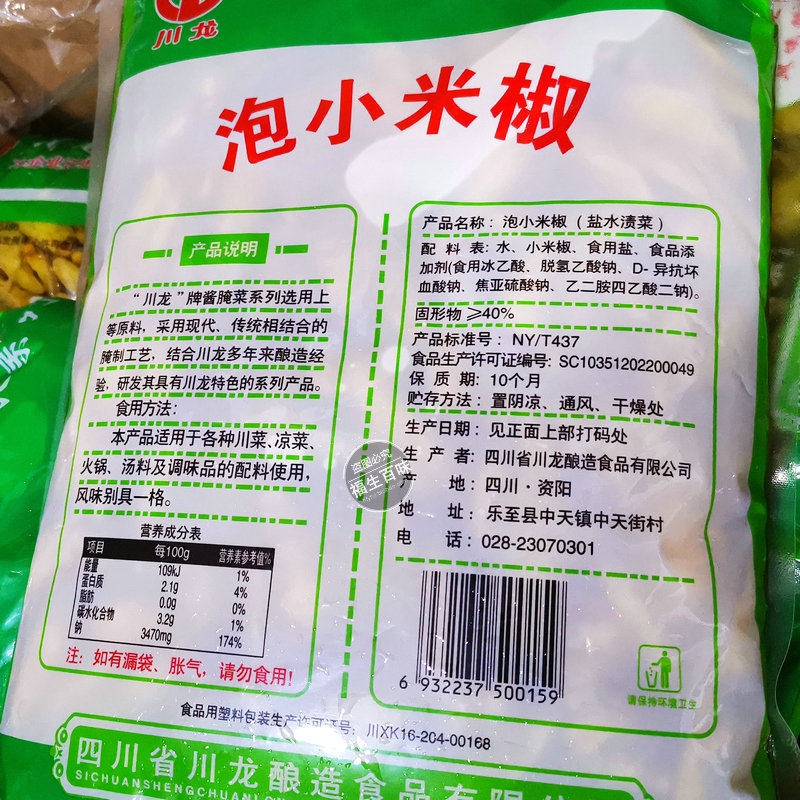 川龙
泡小米椒
产品说明
“川龙”牌酱腌菜系列选用上
等原料，采用现代、传统相结合的
腌制工艺，结合川龙多年来酿造经
验，研发其具有川龙特色的系列产品。
食用方法：
本产品适用于各种川菜、凉菜、
火锅、汤料及调味品的配料使用，
风味别具一格。
营养成分表
项目 每100g 营养素参考值%
能量 109kJ 1%
蛋白质 2.1g 4%
脂肪 0.0g 0%
碳水化合物 3.2g 1%
钠 3470mg 174%
注：如有漏袋、胀气，请勿食用！
产品名称：泡小米椒（盐水渍菜）
配 料 表：水、小米椒、食用盐、食品添
加剂(食用冰乙酸、脱氢乙酸钠、D-异抗坏
血酸钠、焦亚硫酸钠、乙二胺四乙酸二钠)。
固形物≥40%
产品标准号：NY/T437
食品生产许可证编号：SC10351202200049
保 质 期：10个月
贮存方法：置阴凉、通风、干燥处
生产日期：见正面上部打码处
生 产 者：四川省川龙酿造食品有限公司
产 地：四川·资阳
地 址：乐至县中天镇中天街村
电 话：028-23070301
6 932237 500159
请保持环境卫生
盗图必究
福生百味
食品用塑料包装生产许可证号：川XK16-204-00168
四川省川龙酿造食品有限